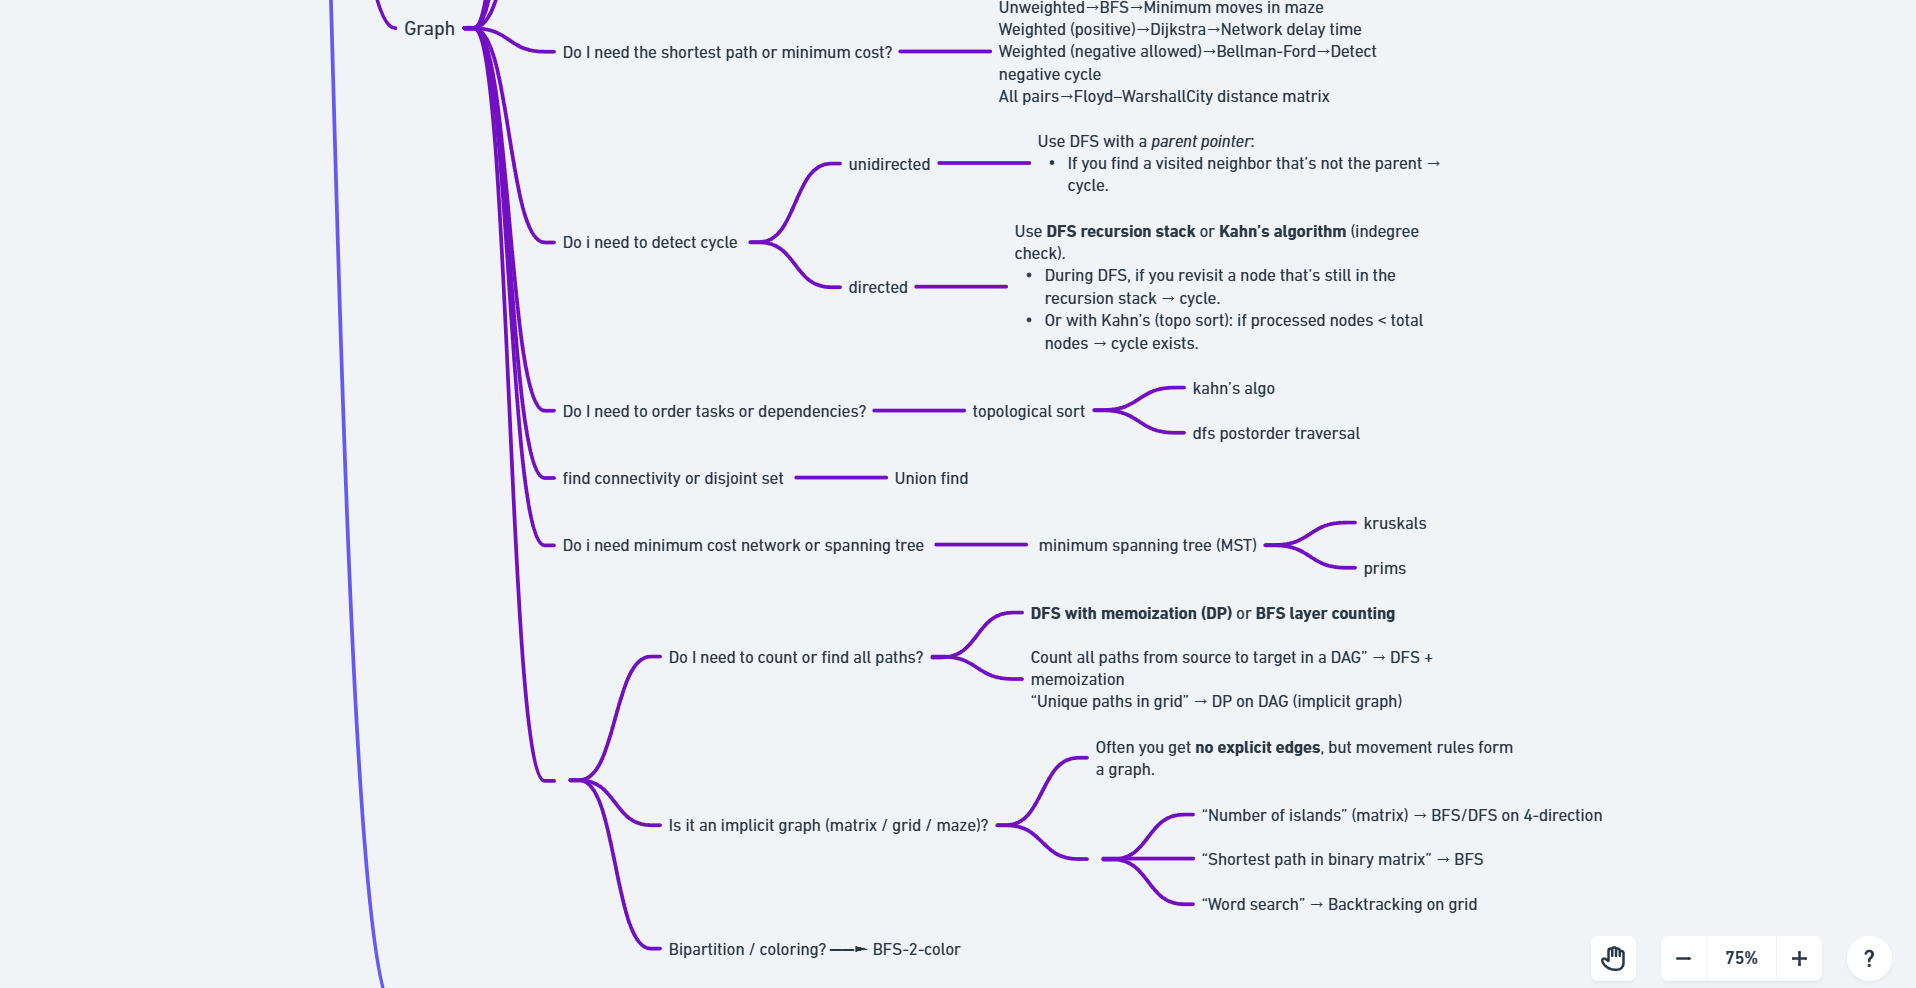 Graph
Unweighted→BFS→Minimum moves in maze
Weighted (positive)→Dijkstra→Network delay time
Do I need the shortest path or minimum cost?
Weighted (negative allowed)→Bellman-Ford→Detect
negative cycle
All pairs→Floyd–WarshallCity distance matrix
Do i need to detect cycle
unidirected
Use DFS with a parent pointer:
• If you find a visited neighbor that's not the parent →
cycle.
directed
Use DFS recursion stack or Kahn's algorithm (indegree
check).
• During DFS, if you revisit a node that's still in the
recursion stack → cycle.
• Or with Kahn's (topo sort): if processed nodes < total
nodes → cycle exists.
Do I need to order tasks or dependencies?
topological sort
kahn's algo
dfs postorder traversal
find connectivity or disjoint set
Union find
Do i need minimum cost network or spanning tree
minimum spanning tree (MST)
kruskals
prims
Do I need to count or find all paths?
DFS with memoization (DP) or BFS layer counting
Count all paths from source to target in a DAG” → DFS +
memoization
“Unique paths in grid” → DP on DAG (implicit graph)
Is it an implicit graph (matrix / grid / maze)?
Often you get no explicit edges, but movement rules form
a graph.
“Number of islands” (matrix) → BFS/DFS on 4-direction
“Shortest path in binary matrix” → BFS
“Word search” → Backtracking on grid
Bipartition / coloring? → BFS-2-color
− 75% + ?